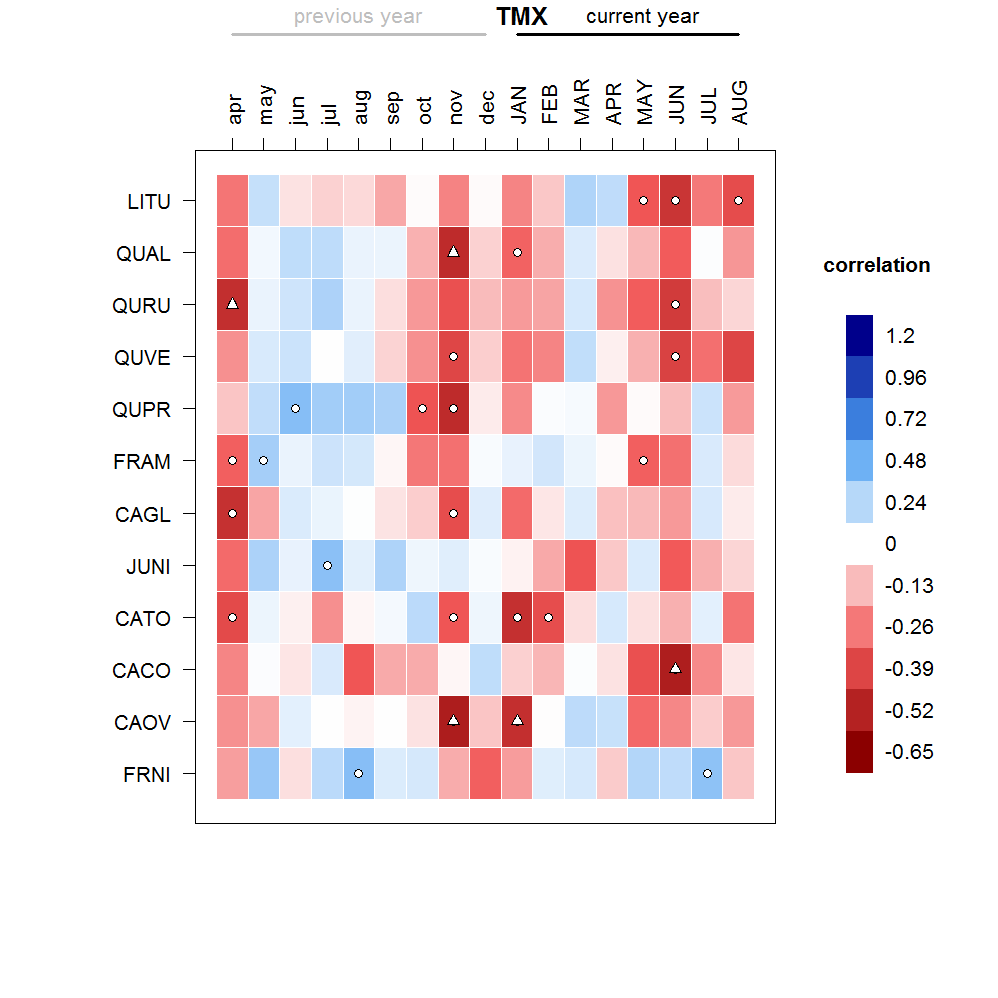 previous year TMX current year
apr may jun jul aug sep oct nov dec JAN FEB MAR APR MAY JUN JUL AUG
LITU
QUAL
QURU
QUVE
QUPR
FRAM
CAGL
JUNI
CATO
CACO
CAOV
FRNI
correlation
1.2
0.96
0.72
0.48
0.24
0
-0.13
-0.26
-0.39
-0.52
-0.65